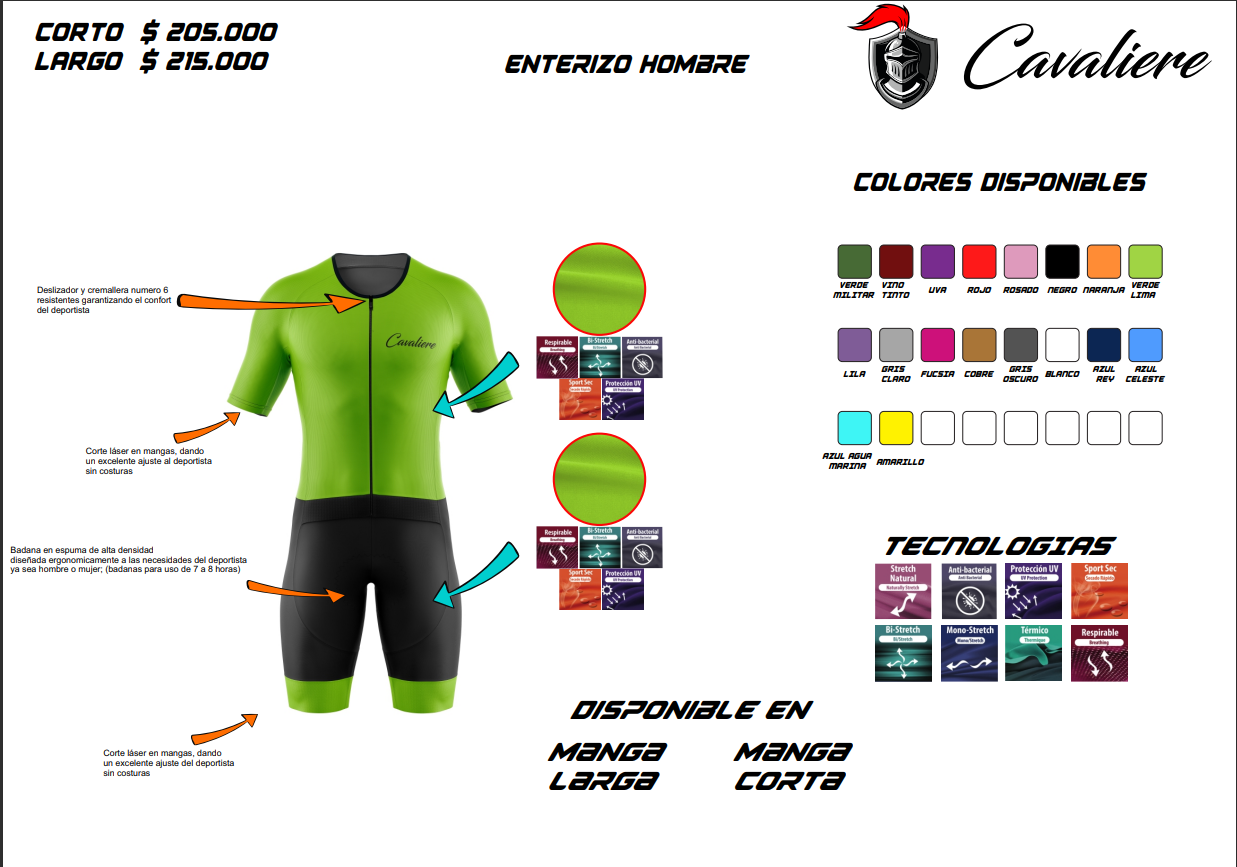 CORTO $ 205.000
LARGO $ 215.000
ENTERIZO HOMBRE
Cavaliere
COLORES DISPONIBLES
VERDE MILITAR
VINO TINTO
UVA
ROJO
ROSADO
NEGRO
NARANJA
VERDE LIMA
LILA
GRIS CLARO
FUCSIA
COBRE
GRIS OSCURO
BLANCO
AZUL REY
AZUL CELESTE
AZUL AGUA MARINA
AMARILLO
Deslizador y cremallera numero 6
resistentes garantizando el confort
del deportista
Cavaliere
Respirable
Breathing
Bi-Stretch
Bi/Stretch
Anti-bacterial
Anti-Bacterial
Sport Sec
Secado Rápido
Protección UV
UV Protection
Corte láser en mangas, dando
un excelente ajuste al deportista
sin costuras
Respirable
Breathing
Bi-Stretch
Bi/Stretch
Anti-bacterial
Anti-Bacterial
Sport Sec
Secado Rápido
Protección UV
UV Protection
Badana en espuma de alta densidad
diseñada ergonomicamente a las necesidades del deportista
ya sea hombre o mujer; (badanas para uso de 7 a 8 horas)
TECNOLOGIAS
Stretch
Natural
Naturally Stretch
Anti-bacterial
Anti-Bacterial
Protección UV
UV Protection
Sport Sec
Secado Rápido
Bi-Stretch
Bi/Stretch
Mono-Stretch
Mono/Stretch
Térmico
Thermique
Respirable
Breathing
Corte láser en mangas, dando
un excelente ajuste del deportista
sin costuras
DISPONIBLE EN
MANGA
LARGA
MANGA
CORTA